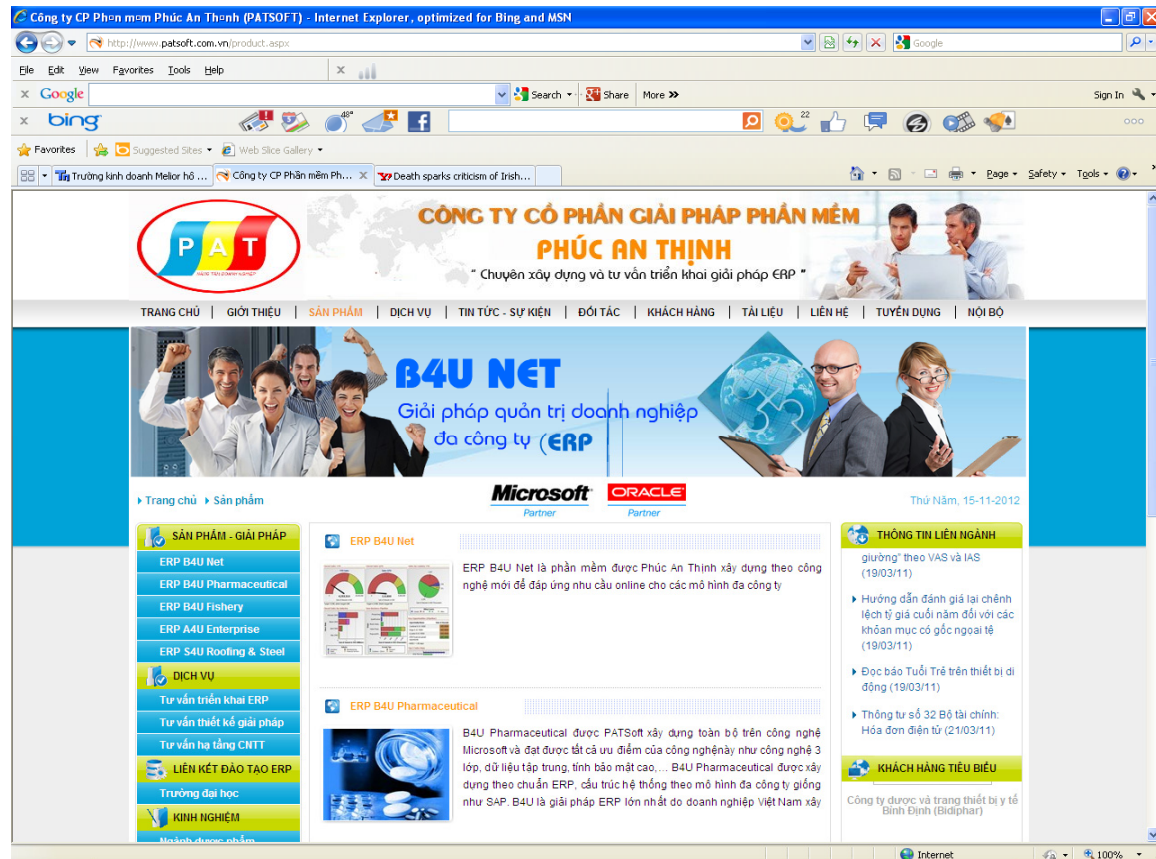 Công ty CP Phần mềm Phúc An Thịnh (PATSOFT) - Internet Explorer, optimized for Bing and MSN
http://www.patsoft.com.vn/product.aspx
Google
File Edit View Favorites Tools Help
x
x Google Search Share More >> Sign In
x bing 48° 22
Favorites Suggested Sites Web Slice Gallery
Trường kinh doanh Melior hố ... Công ty CP Phần mềm Ph... X Death sparks criticism of Irish...
Page Safety Tools
PAT
CÔNG TY CỔ PHẦN GIẢI PHÁP PHẦN MỀM
PHÚC AN THỊNH
“ Chuyên xây dựng và tư vấn triển khai giải pháp ERP ”
TRANG CHỦ | GIỚI THIỆU | SẢN PHẨM | DỊCH VỤ | TIN TỨC - SỰ KIỆN | ĐỐI TÁC | KHÁCH HÀNG | TÀI LIỆU | LIÊN HỆ | TUYỂN DỤNG | NỘI BỘ
B4U NET
Giải pháp quản trị doanh nghiệp
đa công ty (ERP
Trang chủ Sản phẩm
Microsoft
Partner
ORACLE
Partner
Thứ Năm, 15-11-2012
SẢN PHẨM - GIẢI PHÁP
ERP B4U Net
ERP B4U Pharmaceutical
ERP B4U Fishery
ERP A4U Enterprise
ERP S4U Roofing & Steel
DỊCH VỤ
Tư vấn triển khai ERP
Tư vấn thiết kế giải pháp
Tư vấn hạ tầng CNTT
LIÊN KẾT ĐÀO TẠO ERP
Trường đại học
KINH NGHIỆM
Ngành dược phẩm
ERP B4U Net
ERP B4U Net là phần mềm được Phúc An Thịnh xây dựng theo công
nghệ mới để đáp ứng nhu cầu online cho các mô hình đa công ty
ERP B4U Pharmaceutical
B4U Pharmaceutical được PATSoft xây dựng toàn bộ trên công nghệ
Microsoft và đạt được tất cả ưu điểm của công nghệnày như công nghệ 3
lớp, dữ liệu tập trung, tính bảo mật cao,... B4U Pharmaceutical được xây
dựng theo chuẩn ERP, cấu trúc hệ thống theo mô hình đa công ty giống
như SAP. B4U là giải pháp ERP lớn nhất do doanh nghiệp Việt Nam xây
THÔNG TIN LIÊN NGÀNH
giường” theo VAS và IAS
(19/03/11)
Hướng dẫn đánh giá lại chênh
lệch tỷ giá cuối năm đối với các
khõan mục có gốc ngoại tệ
(19/03/11)
Đọc báo Tuổi Trẻ trên thiết bị di
động (19/03/11)
Thông tư số 32 Bộ tài chính:
Hóa đơn điện tử (21/03/11)
KHÁCH HÀNG TIÊU BIỂU
Công ty dược và trang thiết bị y tế
Bình Định (Bidiphar)
Internet 100%